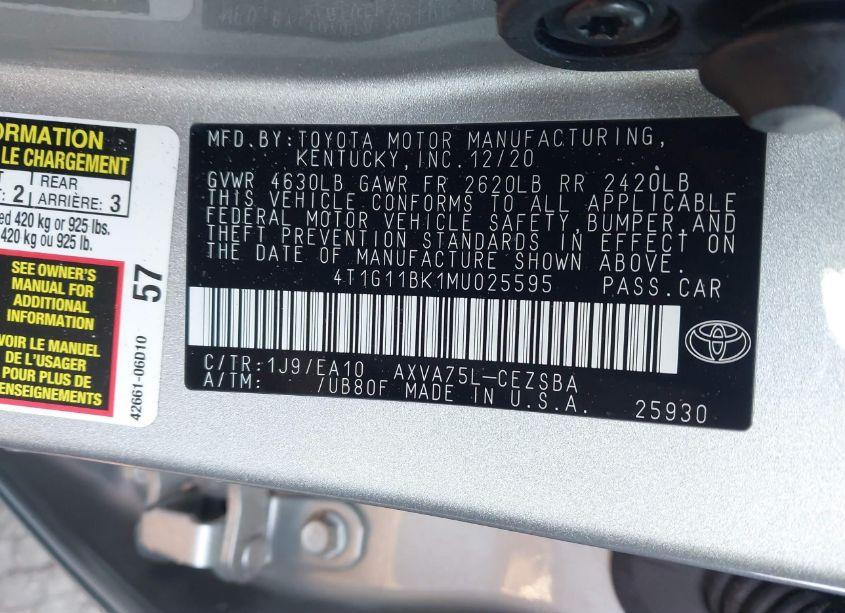 ORMATION
LE CHARGEMENT
REAR
: 2 ARRIÈRE: 3
ed 420 kg or 925 lbs.
420 kg ou 925 lb.
SEE OWNER'S
MANUAL FOR
ADDITIONAL
INFORMATION
VOIR LE MANUEL
DE L'USAGER
POUR PLUS DE
RENSEIGNEMENTS
57
42661-06D10
MFD.BY:TOYOTA MOTOR MANUFACTURING,
KENTUCKY,INC.12/20
GVWR 4630LB GAWR FR 2620LB RR 2420LB
THIS VEHICLE CONFORMS TO ALL APPLICABLE
FEDERAL MOTOR VEHICLE SAFETY,BUMPER,AND
THEFT PREVENTION STANDARDS IN EFFECT ON
THE DATE OF MANUFACTURE SHOWN ABOVE.
4T1G11BK1MU025595 PASS.CAR
C/TR:1J9/EA10 AXVA75L-CEZSBA
A/TM: /UB80F MADE IN U.S.A. 25930